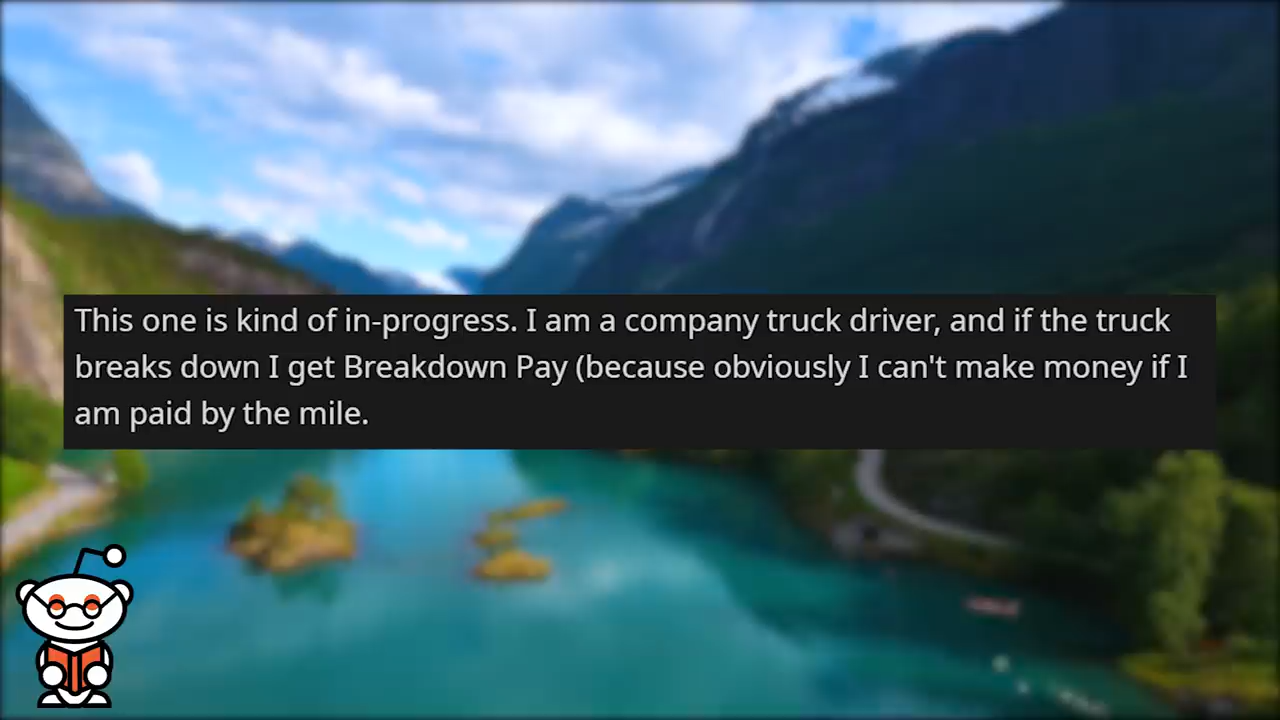 This one is kind of in-progress. I am a company truck driver, and if the truck
breaks down I get Breakdown Pay (because obviously I can't make money if I
am paid by the mile.